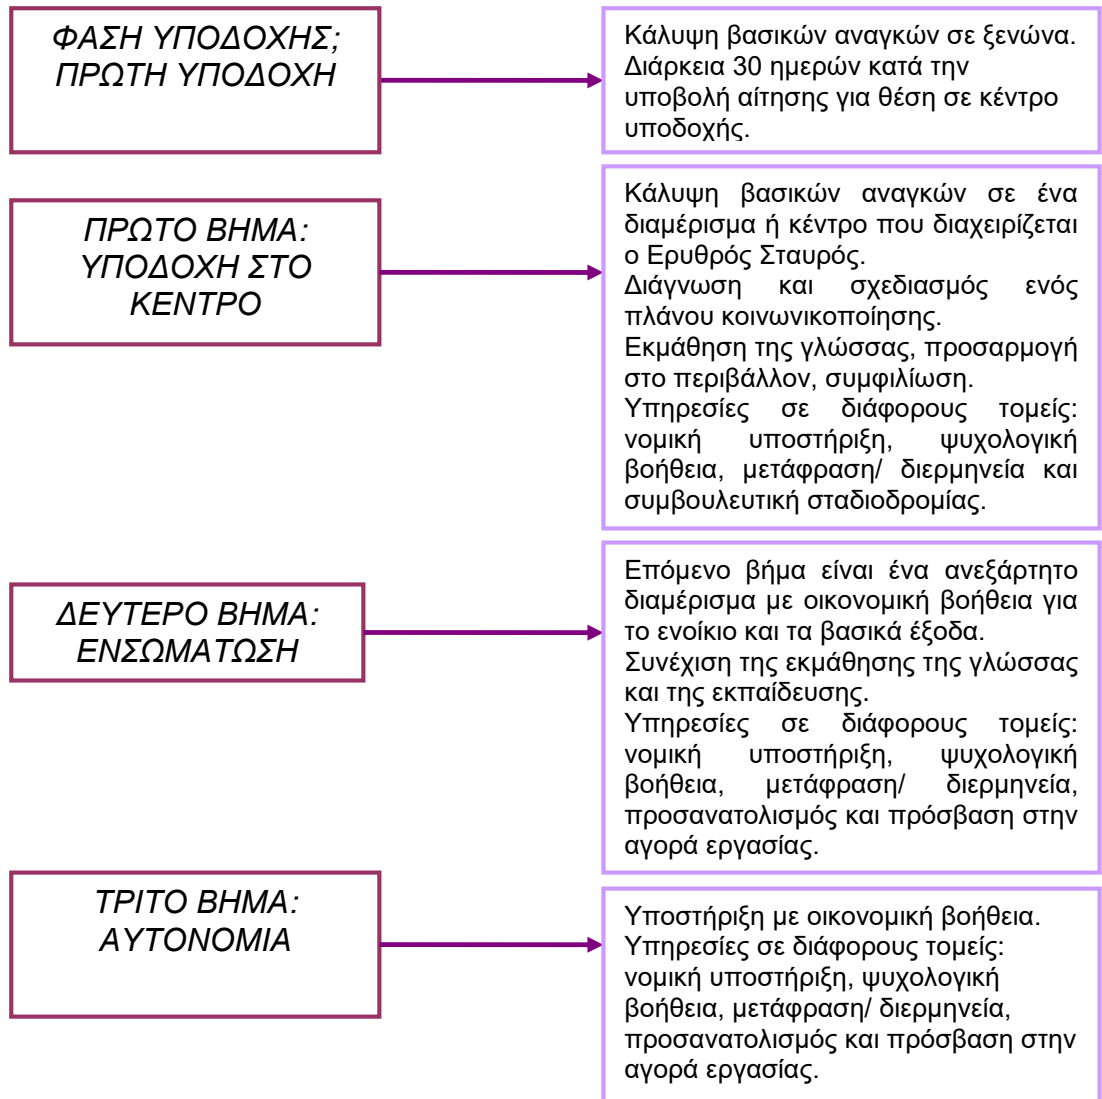 ΦΑΣΗ ΥΠΟΔΟΧΗΣ;
ΠΡΩΤΗ ΥΠΟΔΟΧΗ
Κάλυψη βασικών αναγκών σε ξενώνα.
Διάρκεια 30 ημερών κατά την
υποβολή αίτησης για θέση σε κέντρο
υποδοχής.
ΠΡΩΤΟ ΒΗΜΑ:
ΥΠΟΔΟΧΗ ΣΤΟ
ΚΕΝΤΡΟ
Κάλυψη βασικών αναγκών σε ένα
διαμέρισμα ή κέντρο που διαχειρίζεται
ο Ερυθρός Σταυρός.
Διάγνωση και σχεδιασμός ενός
πλάνου κοινωνικοποίησης.
Εκμάθηση της γλώσσας, προσαρμογή
στο περιβάλλον, συμφιλίωση.
Υπηρεσίες σε διάφορους τομείς:
νομική υποστήριξη, ψυχολογική
βοήθεια, μετάφραση/ διερμηνεία και
συμβουλευτική σταδιοδρομίας.
ΔΕΥΤΕΡΟ ΒΗΜΑ:
ΕΝΣΩΜΑΤΩΣΗ
Επόμενο βήμα είναι ένα ανεξάρτητο
διαμέρισμα με οικονομική βοήθεια για
το ενοίκιο και τα βασικά έξοδα.
Συνέχιση της εκμάθησης της γλώσσας
και της εκπαίδευσης.
Υπηρεσίες σε διάφορους τομείς:
νομική υποστήριξη, ψυχολογική
βοήθεια, μετάφραση/ διερμηνεία,
προσανατολισμός και πρόσβαση στην
αγορά εργασίας.
ΤΡΙΤΟ ΒΗΜΑ:
ΑΥΤΟΝΟΜΙΑ
Υποστήριξη με οικονομική βοήθεια.
Υπηρεσίες σε διάφορους τομείς:
νομική υποστήριξη, ψυχολογική
βοήθεια, μετάφραση/ διερμηνεία,
προσανατολισμός και πρόσβαση στην
αγορά εργασίας.